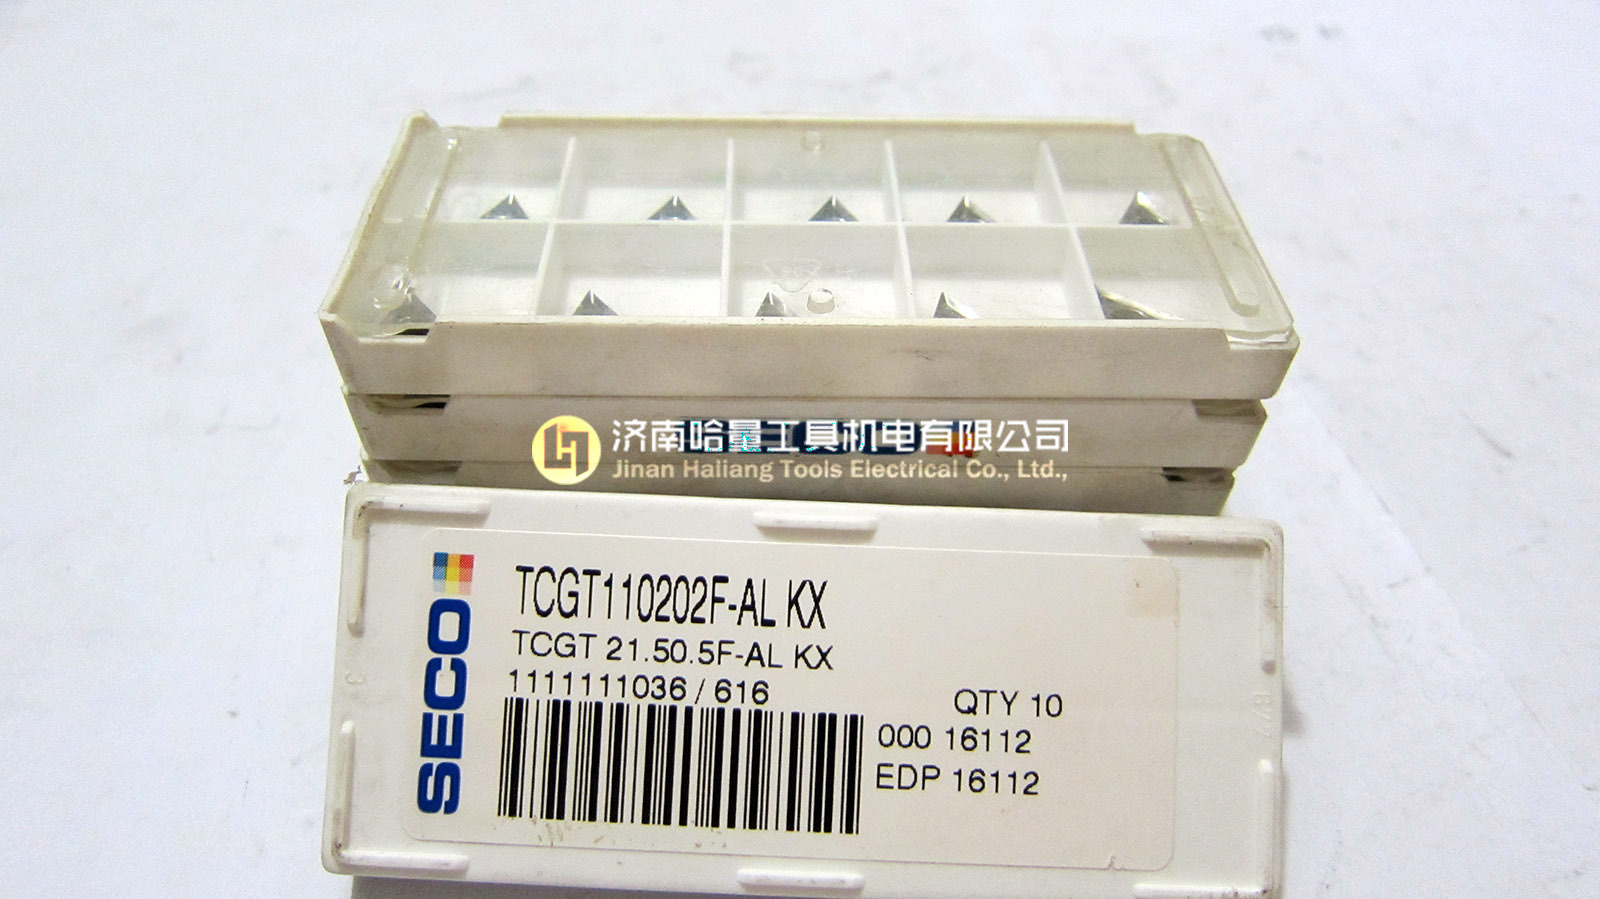 济南哈量工具机电有限公司
Jinan Haliang Tools Electrical Co., Ltd.,
SECO
TCGT110202F-AL KX
TCGT 21.50.5F-AL KX
1111111036 / 616
QTY 10
000 16112
EDP 16112